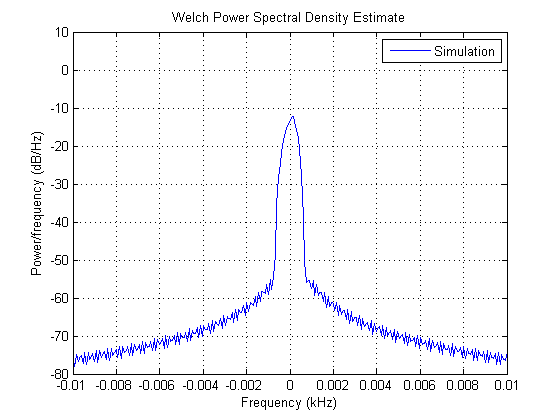 Welch Power Spectral Density Estimate
10
0
-10
-20
-30
-40
-50
-60
-70
-80
Power/frequency (dB/Hz)
Simulation
-0.01 -0.008 -0.006 -0.004 -0.002 0 0.002 0.004 0.006 0.008 0.01
Frequency (kHz)